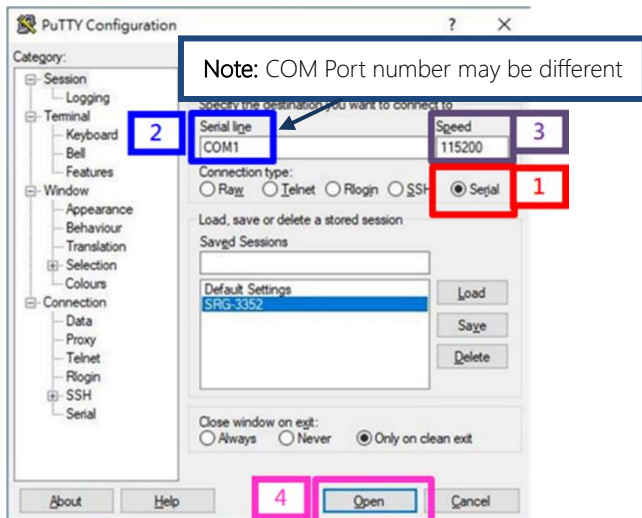 PuTTY Configuration ? ×
Category:
Note: COM Port number may be different
Session
Logging
Terminal
Keyboard
Bell
Features
Window
Appearance
Behaviour
Translation
Selection
Colours
Connection
Data
Proxy
Telnet
Rlogin
SSH
Serial
Specify the destination you want to connect to
2
Serial line Speed
COM1 115200
3
Connection type:
Raw Telnet Rlogin SSH Serial
1
Load, save or delete a stored session
Saved Sessions
Default Settings
SRG-3352
Load
Save
Delete
Close window on exit:
Always Never Only on clean exit
About Help 4 Open Cancel